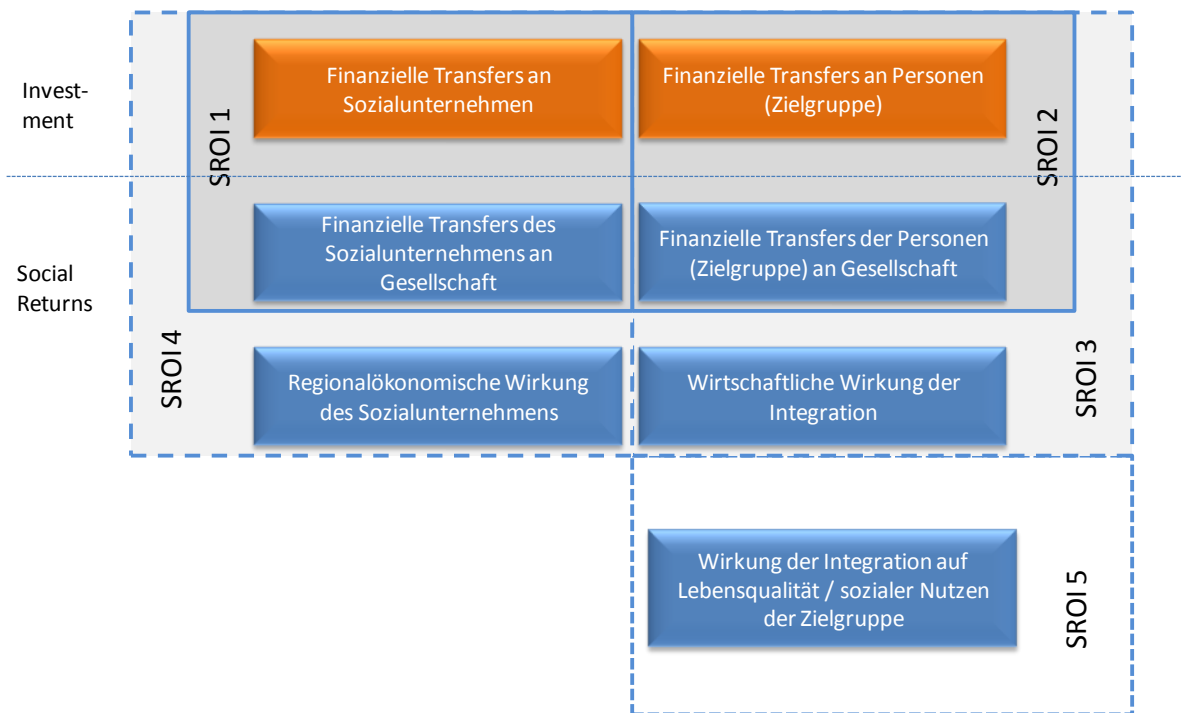 Finanzielle Transfers an
Sozialunternehmen
Finanzielle Transfers an Personen
(Zielgruppe)
Invest-
ment
SROI 1
SROI 2
Finanzielle Transfers des
Sozialunternehmens an
Gesellschaft
Finanzielle Transfers der Personen
(Zielgruppe) an Gesellschaft
Social
Returns
SROI 4
SROI 3
Regionalökonomische Wirkung
des Sozialunternehmens
Wirtschaftliche Wirkung der
Integration
Wirkung der Integration auf
Lebensqualität / sozialer Nutzen
der Zielgruppe
SROI 5